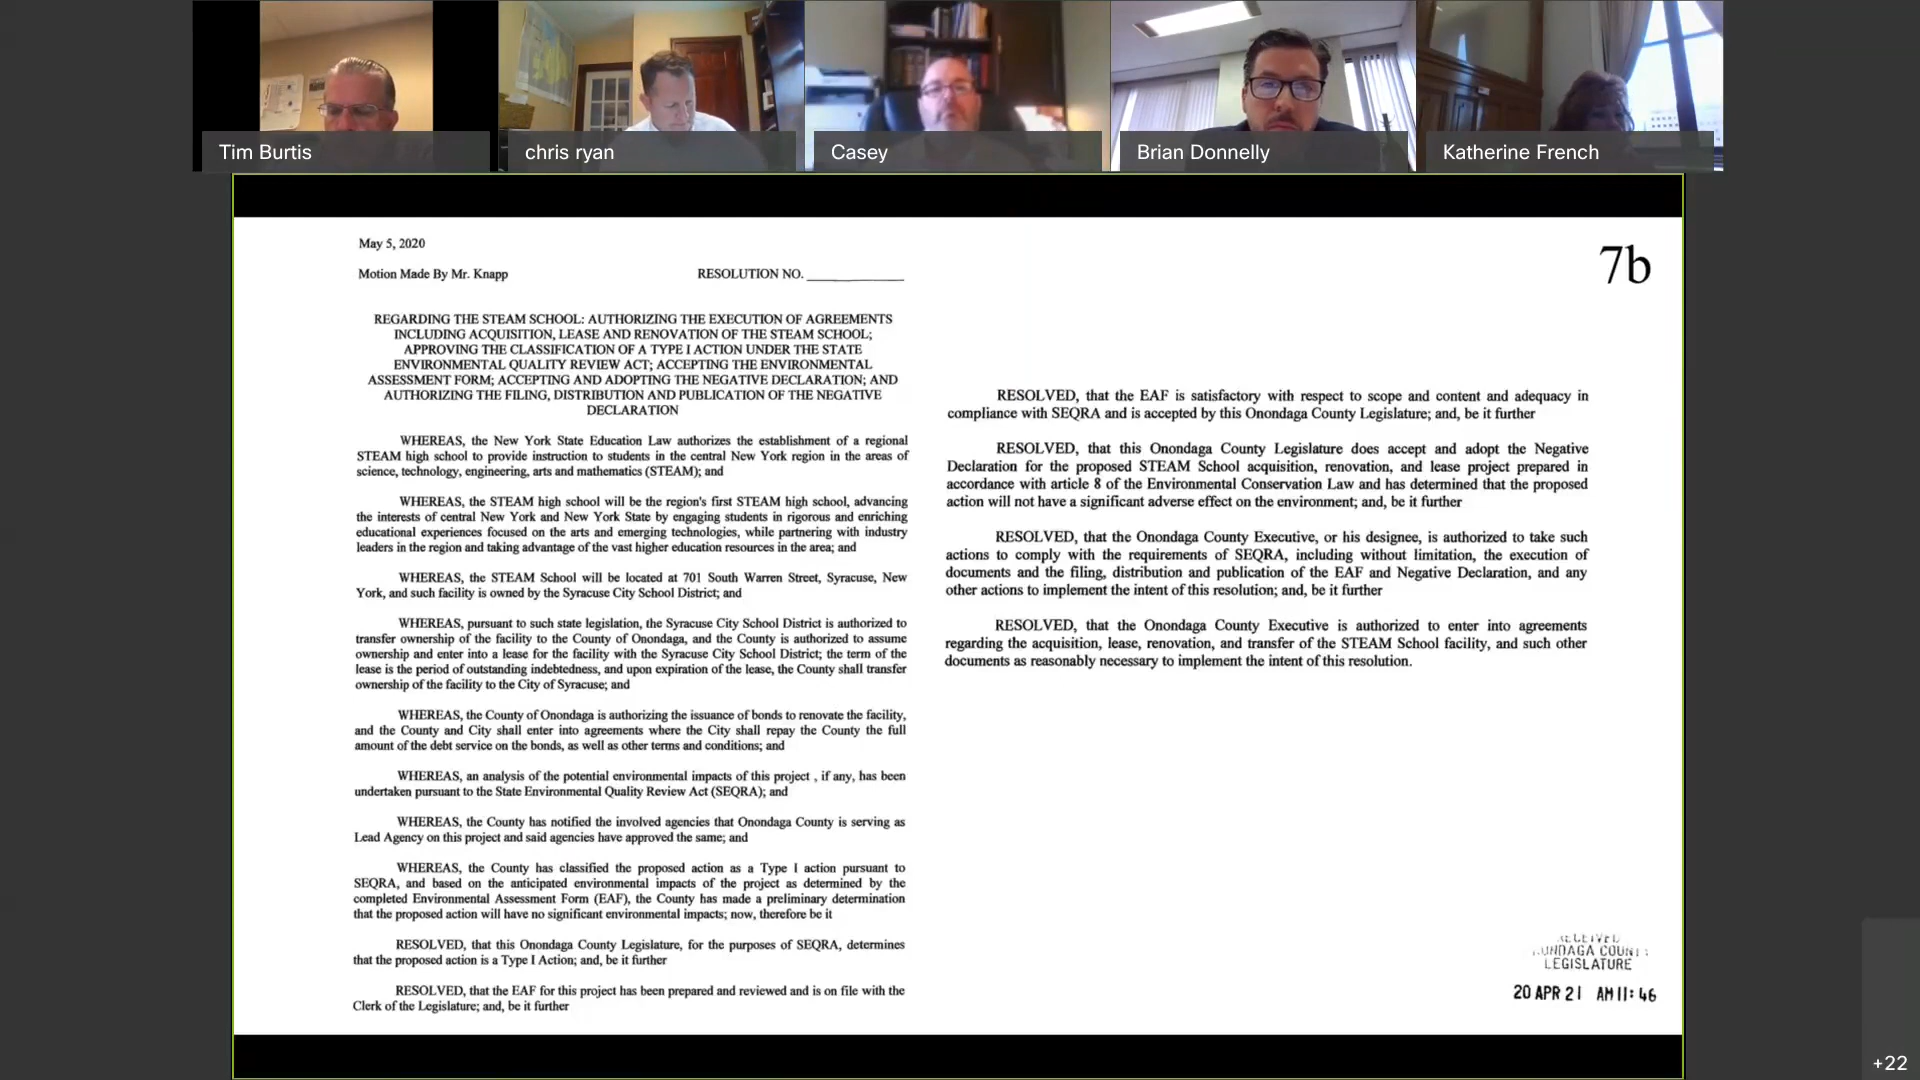 Tim Burtis
chris ryan
Casey
Brian Donnelly
Katherine French
May 5, 2020
7b
Motion Made By Mr. Knapp
RESOLUTION NO. ______________
REGARDING THE STEAM SCHOOL: AUTHORIZING THE EXECUTION OF AGREEMENTS
INCLUDING ACQUISITION, LEASE AND RENOVATION OF THE STEAM SCHOOL;
APPROVING THE CLASSIFICATION OF A TYPE I ACTION UNDER THE STATE
ENVIRONMENTAL QUALITY REVIEW ACT; ACCEPTING THE ENVIRONMENTAL
ASSESSMENT FORM; ACCEPTING AND ADOPTING THE NEGATIVE DECLARATION; AND
AUTHORIZING THE FILING, DISTRIBUTION AND PUBLICATION OF THE NEGATIVE
DECLARATION
WHEREAS, the New York State Education Law authorizes the establishment of a regional
STEAM high school to provide instruction to students in the central New York region in the areas of
science, technology, engineering, arts and mathematics (STEAM); and
WHEREAS, the STEAM high school will be the region's first STEAM high school, advancing
the interests of central New York and New York State by engaging students in rigorous and enriching
educational experiences focused on the arts and emerging technologies, while partnering with industry
leaders in the region and taking advantage of the vast higher education resources in the area; and
WHEREAS, the STEAM School will be located at 701 South Warren Street, Syracuse, New
York, and such facility is owned by the Syracuse City School District; and
WHEREAS, pursuant to such state legislation, the Syracuse City School District is authorized to
transfer ownership of the facility to the County of Onondaga, and the County is authorized to assume
ownership and enter into a lease for the facility with the Syracuse City School District; the term of the
lease is the period of outstanding indebtedness, and upon expiration of the lease, the County shall transfer
ownership of the facility to the City of Syracuse; and
WHEREAS, the County of Onondaga is authorizing the issuance of bonds to renovate the facility,
and the County and City shall enter into agreements where the City shall repay the County the full
amount of the debt service on the bonds, as well as other terms and conditions; and
WHEREAS, an analysis of the potential environmental impacts of this project , if any, has been
undertaken pursuant to the State Environmental Quality Review Act (SEQRA); and
WHEREAS, the County has notified the involved agencies that Onondaga County is serving as
Lead Agency on this project and said agencies have approved the same; and
WHEREAS, the County has classified the proposed action as a Type I action pursuant to
SEQRA, and based on the anticipated environmental impacts of the project as determined by the
completed Environmental Assessment Form (EAF), the County has made a preliminary determination
that the proposed action will have no significant environmental impacts; now, therefore be it
RESOLVED, that this Onondaga County Legislature, for the purposes of SEQRA, determines
that the proposed action is a Type I Action; and, be it further
RESOLVED, that the EAF for this project has been prepared and reviewed and is on file with the
Clerk of the Legislature; and, be it further
RESOLVED, that the EAF is satisfactory with respect to scope and content and adequacy in
compliance with SEQRA and is accepted by this Onondaga County Legislature; and, be it further
RESOLVED, that this Onondaga County Legislature does accept and adopt the Negative
Declaration for the proposed STEAM School acquisition, renovation, and lease project prepared in
accordance with article 8 of the Environmental Conservation Law and has determined that the proposed
action will not have a significant adverse effect on the environment; and, be it further
RESOLVED, that the Onondaga County Executive, or his designee, is authorized to take such
actions to comply with the requirements of SEQRA, including without limitation, the execution of
documents and the filing, distribution and publication of the EAF and Negative Declaration, and any
other actions to implement the intent of this resolution; and, be it further
RESOLVED, that the Onondaga County Executive is authorized to enter into agreements
regarding the acquisition, lease, renovation, and transfer of the STEAM School facility, and such other
documents as reasonably necessary to implement the intent of this resolution.
LEGISLATURE
20 APR 21 AM 11:46
+22